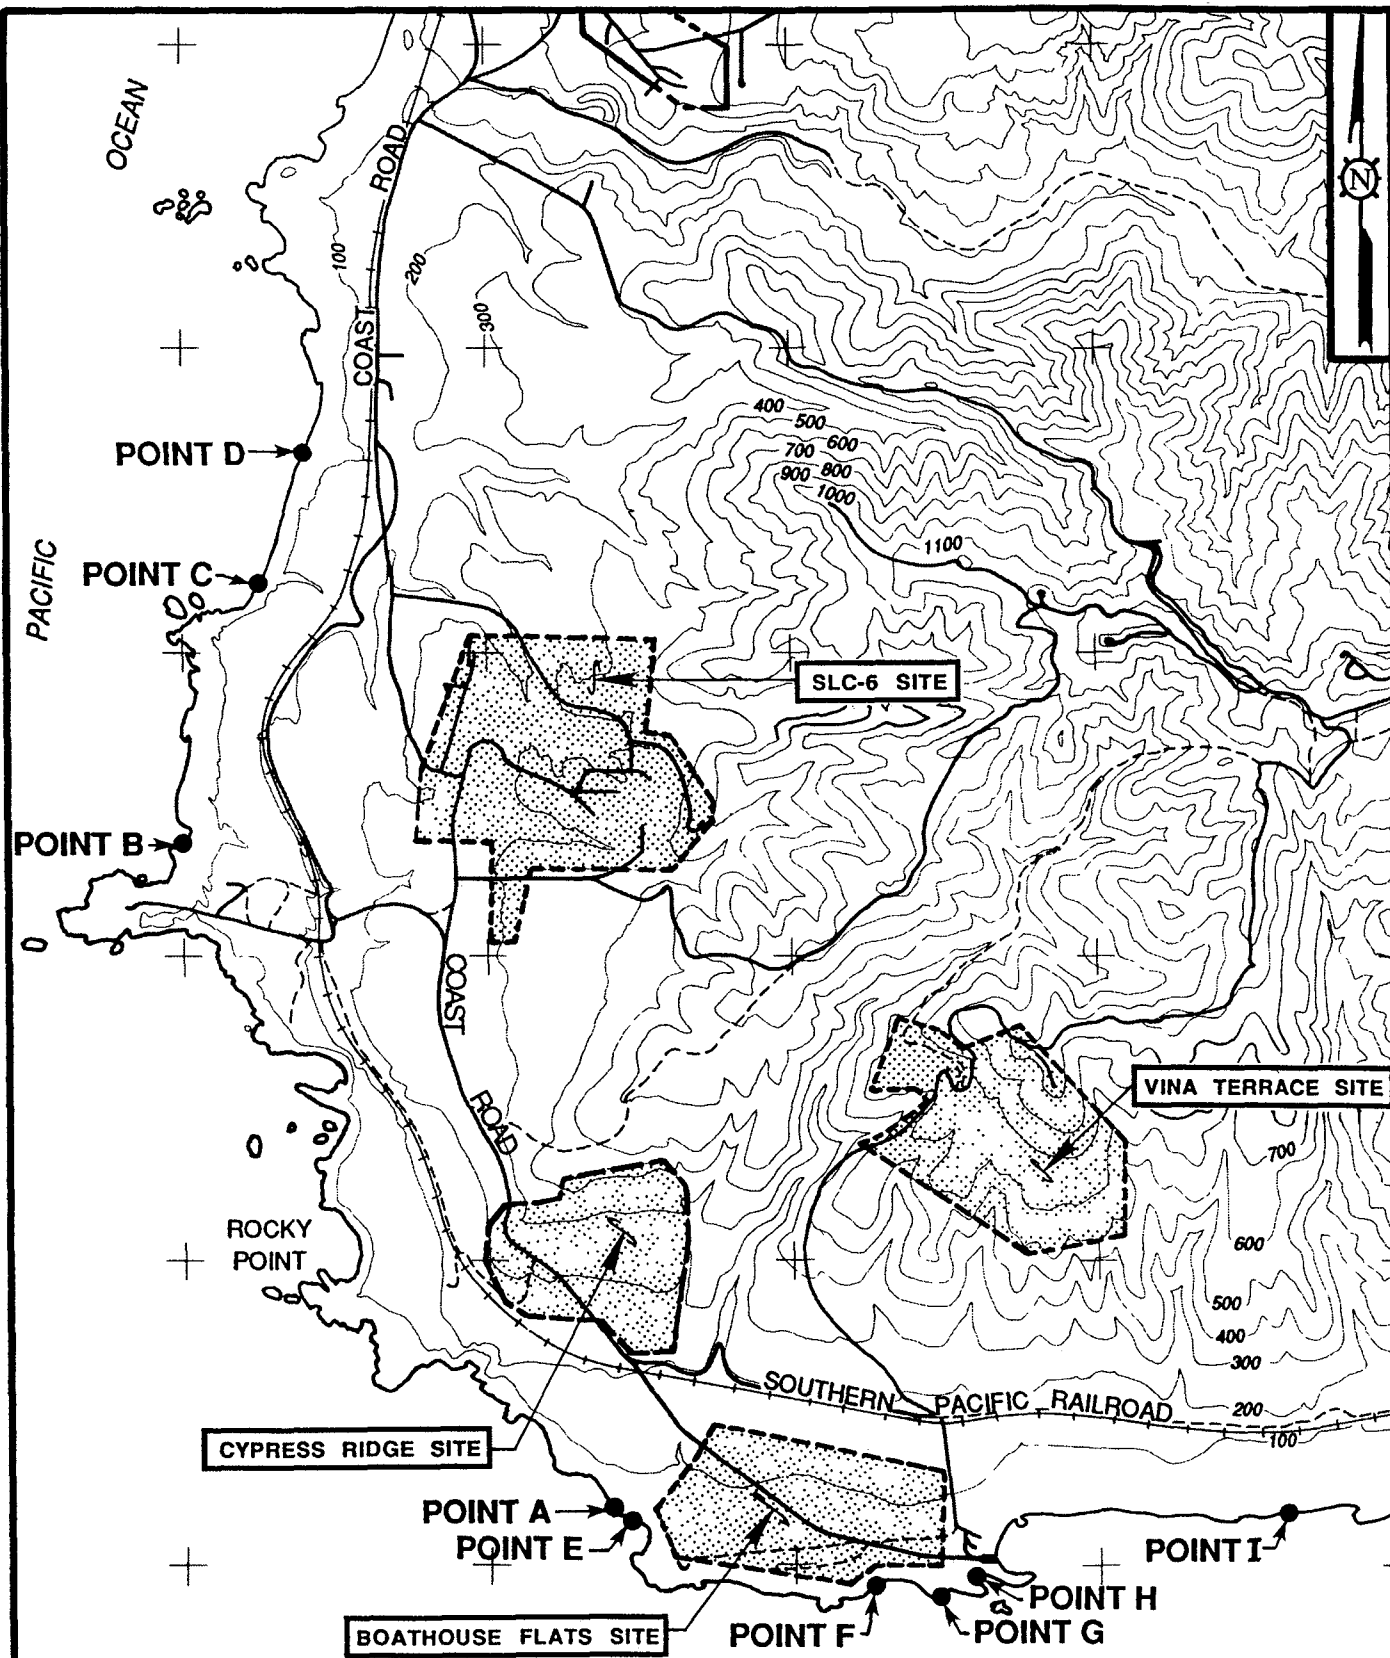 OCEAN
N
ROAD
100
200
300
COAST
400
500
600
700
800
900
1000
POINT D
1100
PACIFIC
POINT C
SLC-6 SITE
POINT B
COAST
VINA TERRACE SITE
ROAD
700
ROCKY
POINT
600
500
400
300
SOUTHERN PACIFIC RAILROAD
200
100
CYPRESS RIDGE SITE
POINT A
POINT E
POINT I
POINT H
BOATHOUSE FLATS SITE
POINT F
POINT G